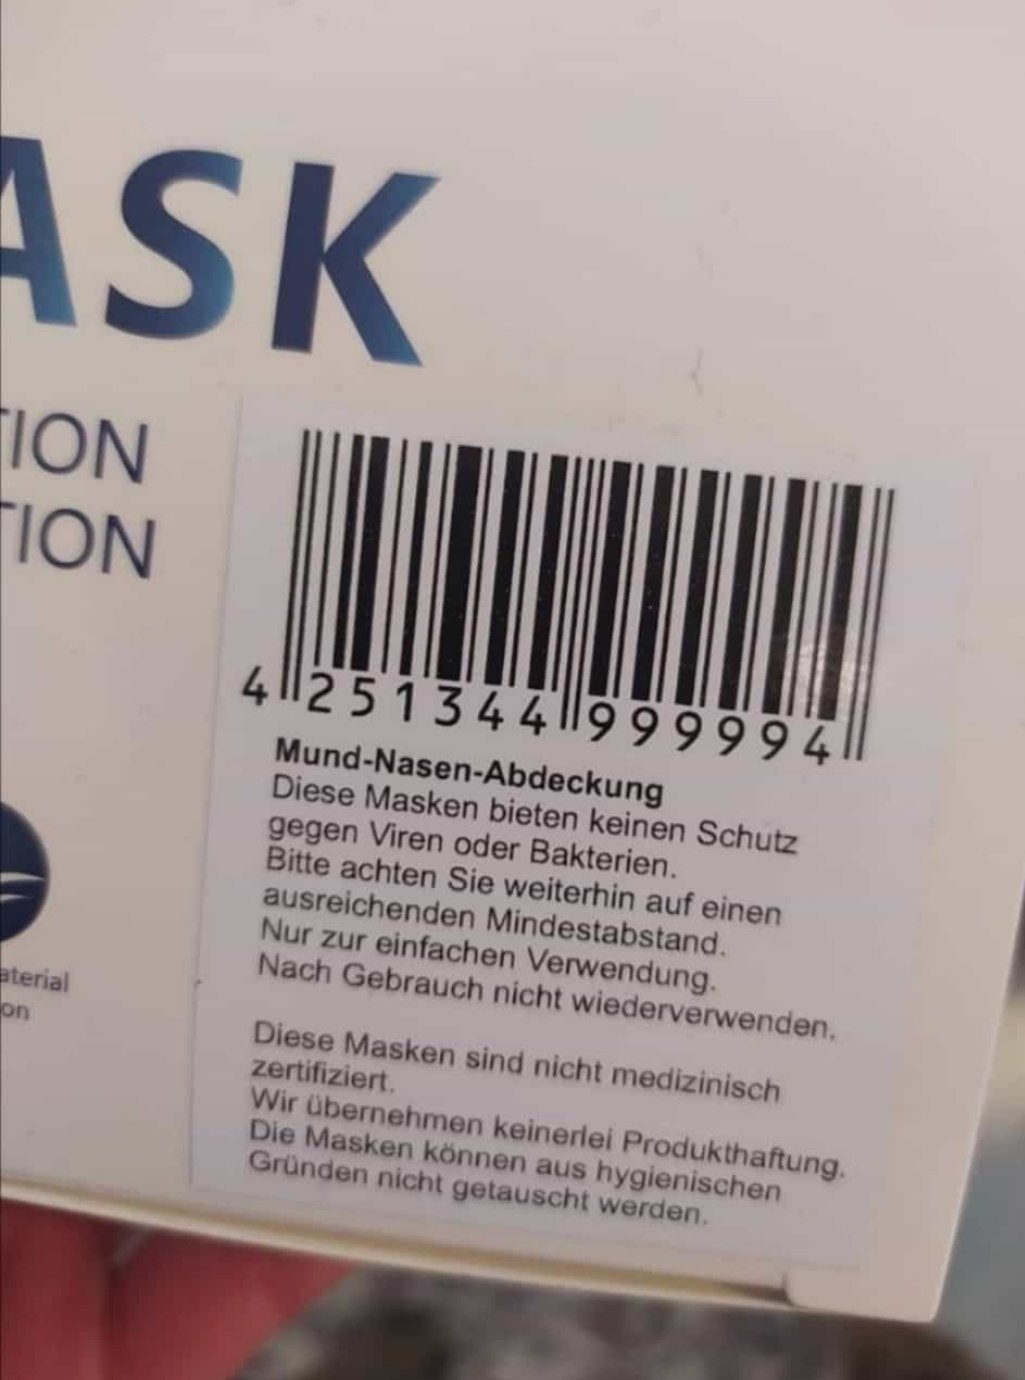 ASK
TION
TION
4 251344 999994
Mund-Nasen-Abdeckung
Diese Masken bieten keinen Schutz
gegen Viren oder Bakterien.
Bitte achten Sie weiterhin auf einen
ausreichenden Mindestabstand.
Nur zur einfachen Verwendung.
Nach Gebrauch nicht wiederverwenden.
aterial
on
Diese Masken sind nicht medizinisch
zertifiziert.
Wir übernehmen keinerlei Produkthaftung.
Die Masken können aus hygienischen
Gründen nicht getauscht werden.